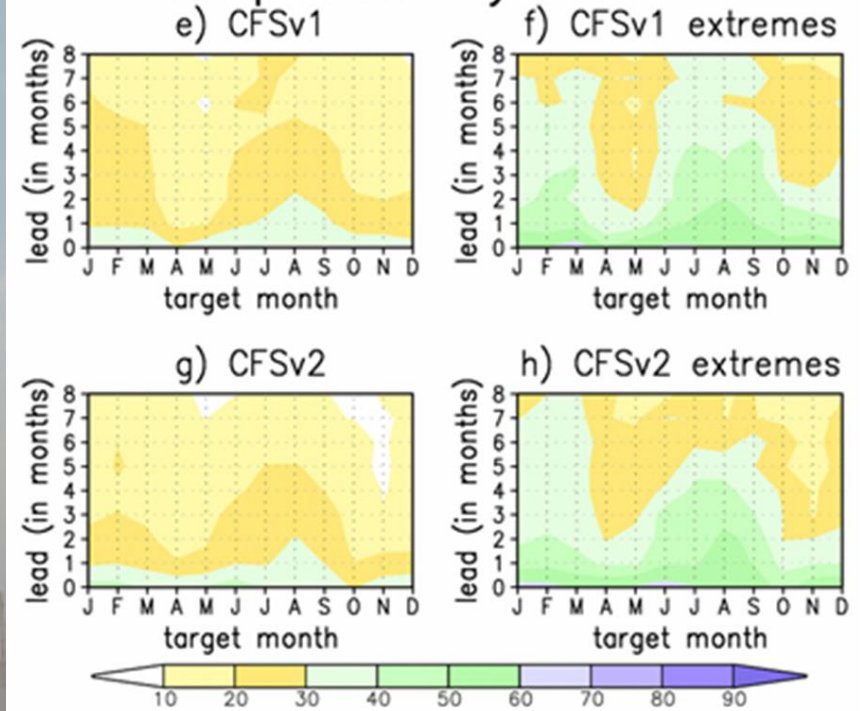 e) CFSv1
f) CFSv1 extremes
lead (in months)
8
7
6
5
4
3
2
1
0
J F M A M J J A S O N D
target month
lead (in months)
8
7
6
5
4
3
2
1
0
J F M A M J J A S O N D
target month
g) CFSv2
h) CFSv2 extremes
lead (in months)
8
7
6
5
4
3
2
1
0
J F M A M J J A S O N D
target month
lead (in months)
8
7
6
5
4
3
2
1
0
J F M A M J J A S O N D
target month
10 20 30 40 50 60 70 80 90